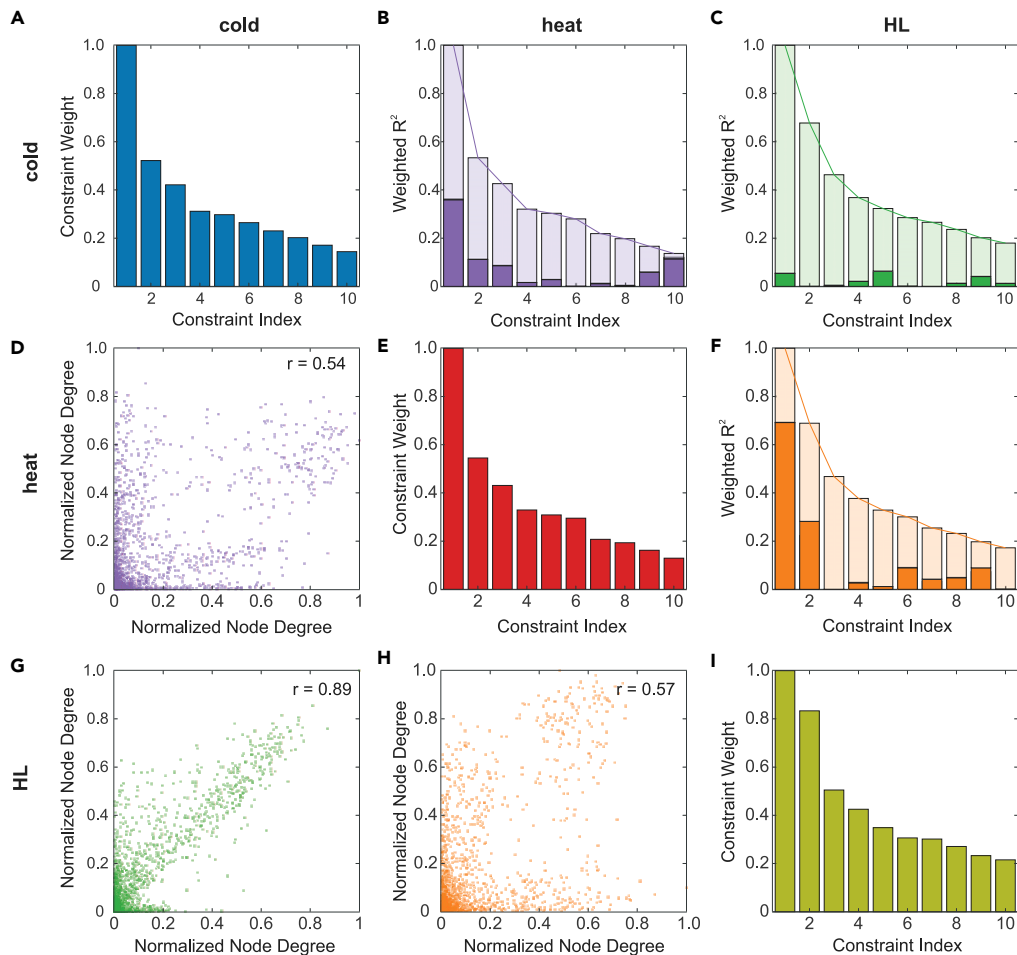 A
cold
B
heat
C
HL
cold
Constraint Weight
1.0
0.8
0.6
0.4
0.2
0
2
4
6
8
10
Constraint Index
Weighted R²
1.0
0.8
0.6
0.4
0.2
0
2
4
6
8
10
Constraint Index
Weighted R²
1.0
0.8
0.6
0.4
0.2
0
2
4
6
8
10
Constraint Index
D
E
F
heat
Normalized Node Degree
1.0
0.8
0.6
0.4
0.2
0
r = 0.54
0
0.2
0.4
0.6
0.8
1
Normalized Node Degree
Constraint Weight
1.0
0.8
0.6
0.4
0.2
0
2
4
6
8
10
Constraint Index
Weighted R²
1.0
0.8
0.6
0.4
0.2
0
2
4
6
8
10
Constraint Index
G
H
I
HL
Normalized Node Degree
1.0
0.8
0.6
0.4
0.2
0
r = 0.89
0
0.2
0.4
0.6
0.8
1
Normalized Node Degree
Normalized Node Degree
1.0
0.8
0.6
0.4
0.2
0
r = 0.57
0
0.2
0.4
0.6
0.8
1.0
Normalized Node Degree
Constraint Weight
1.0
0.8
0.6
0.4
0.2
0
2
4
6
8
10
Constraint Index